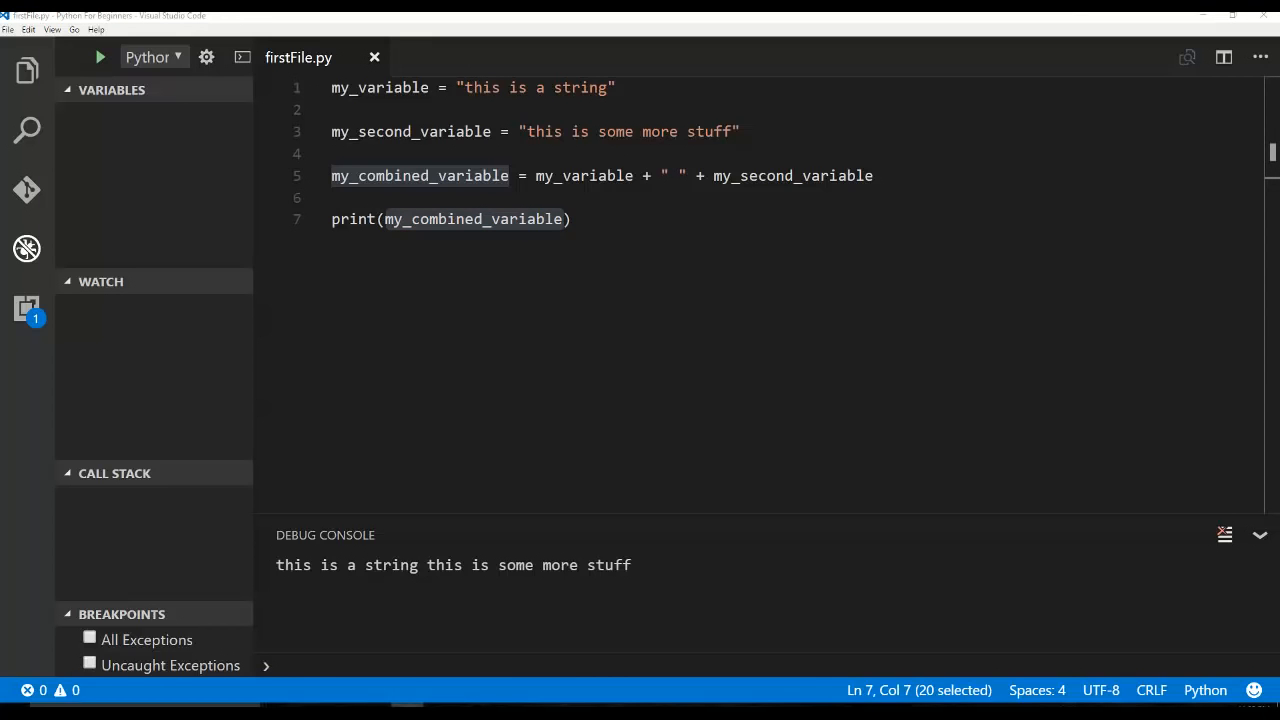 firstFile.py - Python For Beginners - Visual Studio Code
File Edit View Go Help
Python
firstFile.py
VARIABLES
1 my_variable = "this is a string"
2
3 my_second_variable = "this is some more stuff"
4
5 my_combined_variable = my_variable + " " + my_second_variable
6
7 print(my_combined_variable)
1
WATCH
CALL STACK
DEBUG CONSOLE
this is a string this is some more stuff
BREAKPOINTS
All Exceptions
Uncaught Exceptions
0 0 Ln 7, Col 7 (20 selected) Spaces: 4 UTF-8 CRLF Python